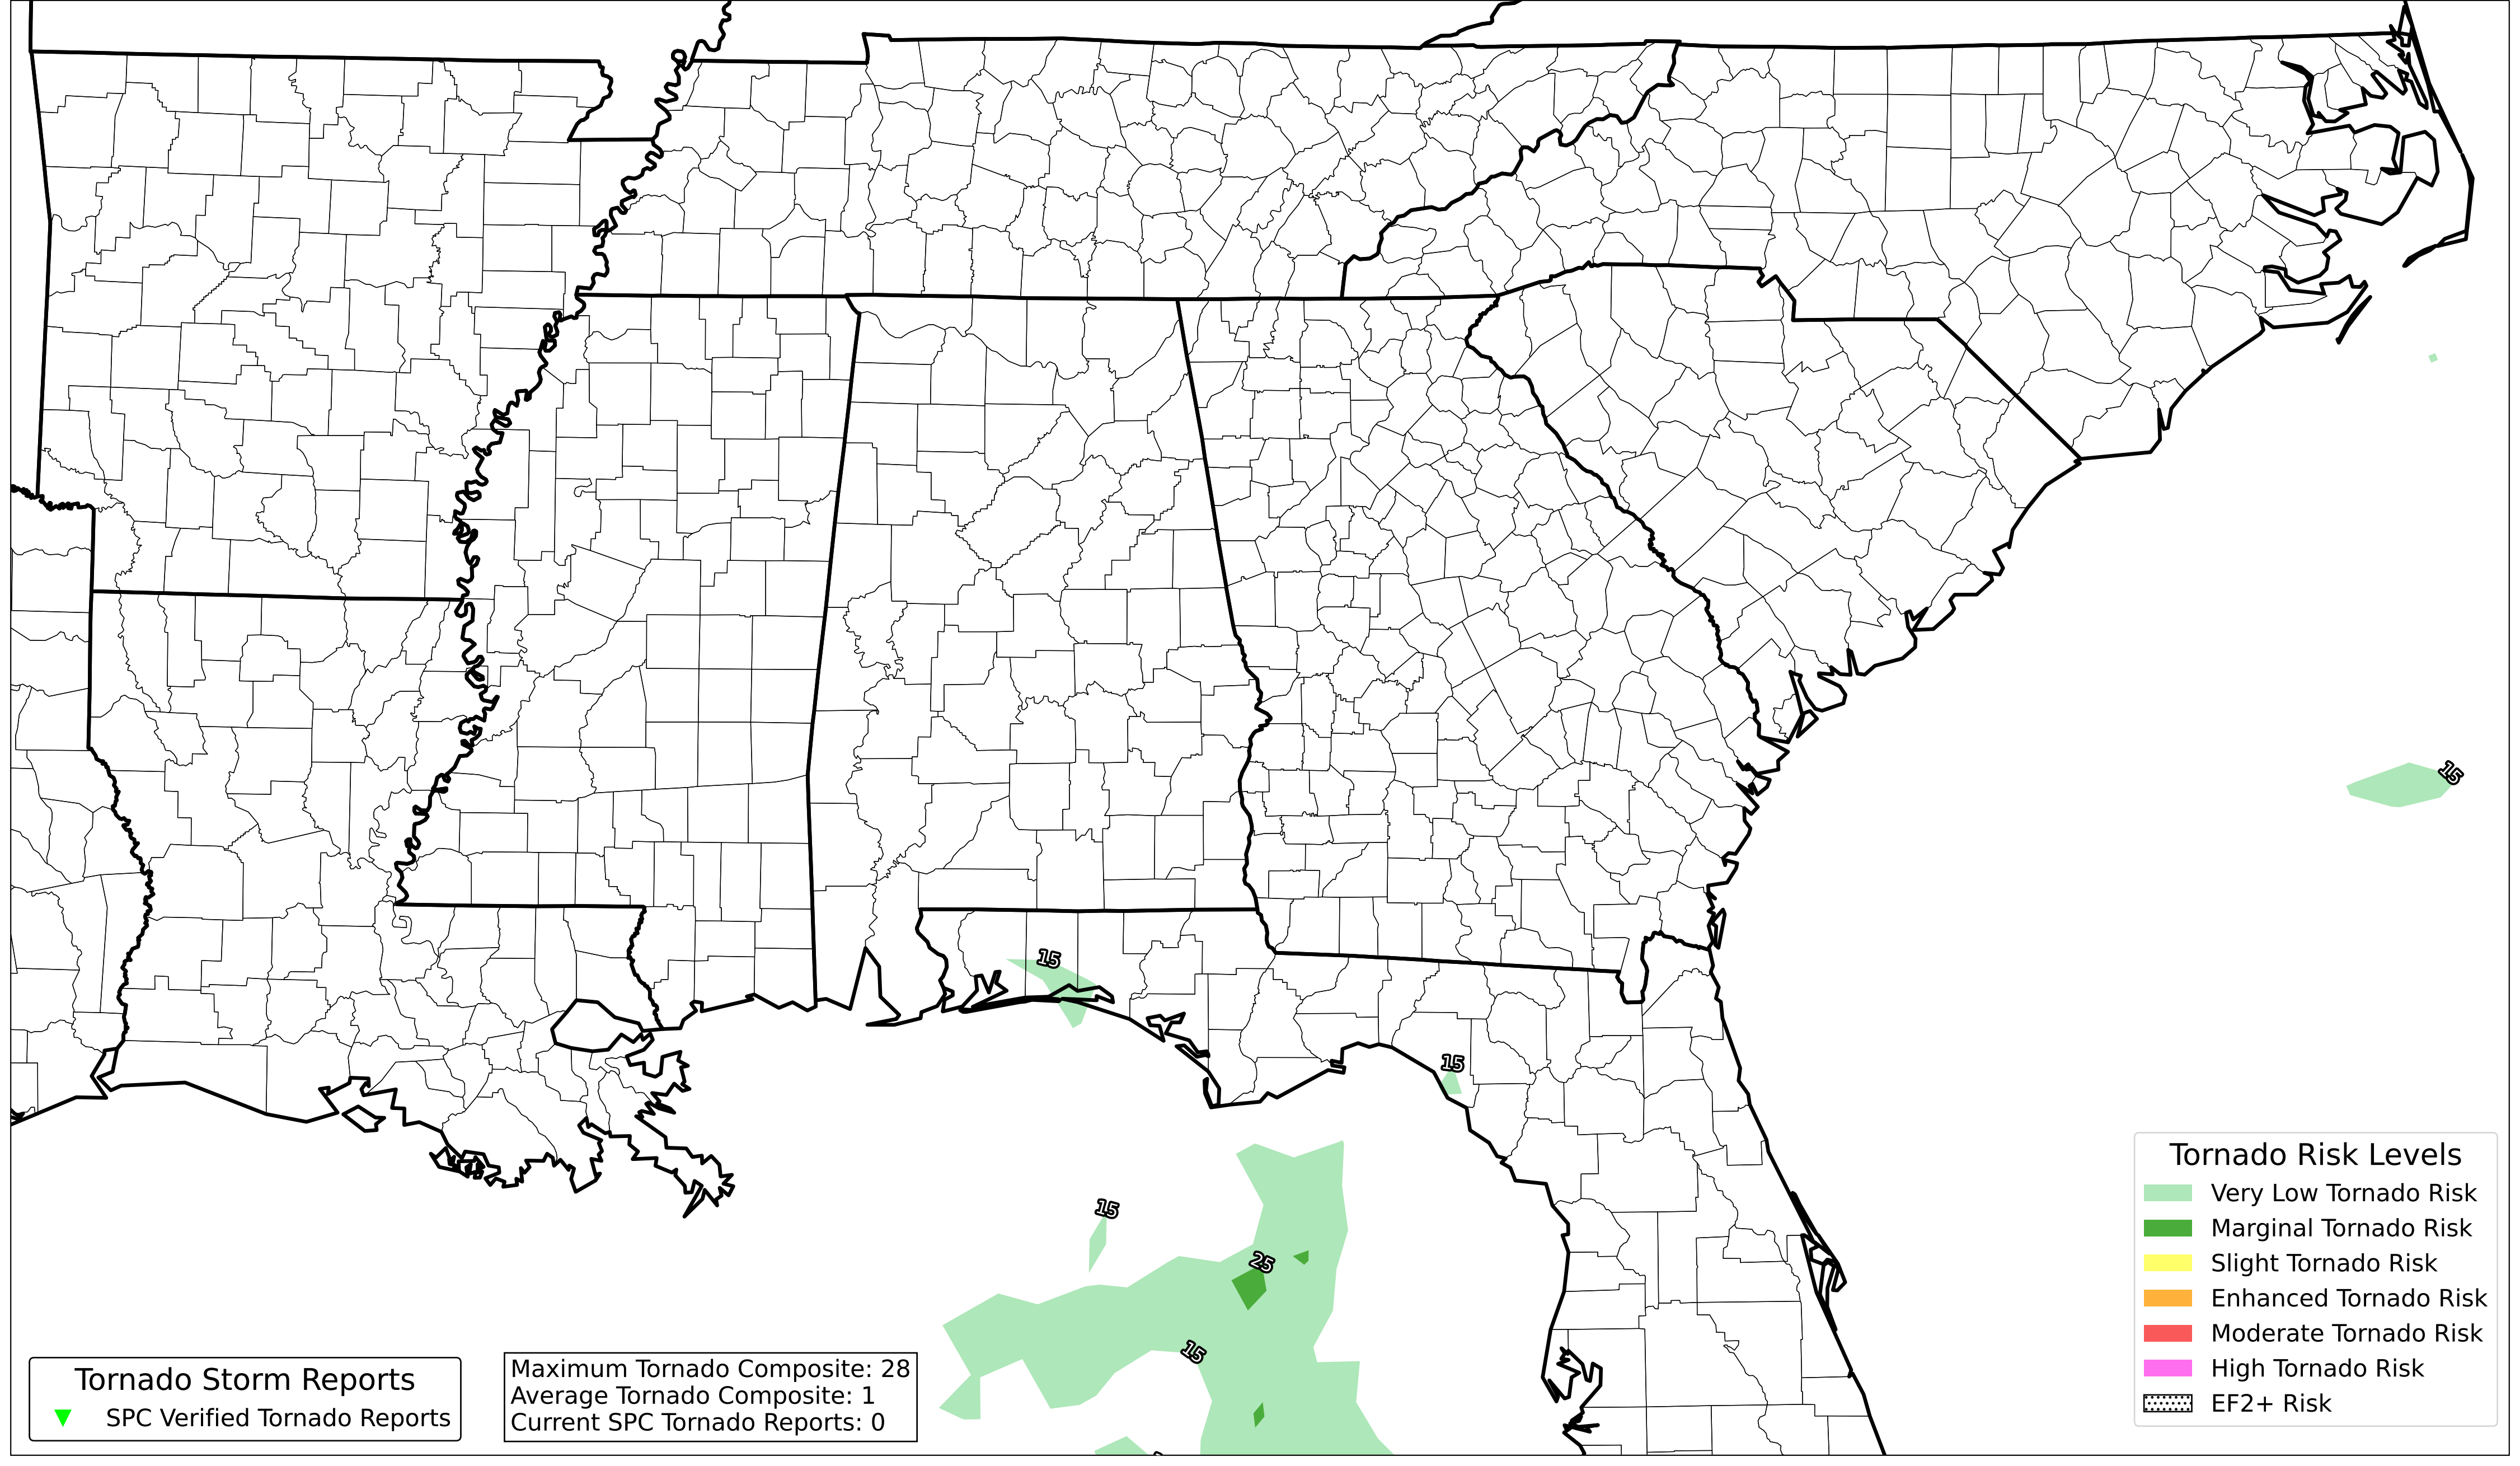 15
15
15
15
25
15
Tornado Risk Levels
Very Low Tornado Risk
Marginal Tornado Risk
Slight Tornado Risk
Enhanced Tornado Risk
Moderate Tornado Risk
High Tornado Risk
EF2+ Risk
Tornado Storm Reports
SPC Verified Tornado Reports
Maximum Tornado Composite: 28
Average Tornado Composite: 1
Current SPC Tornado Reports: 0